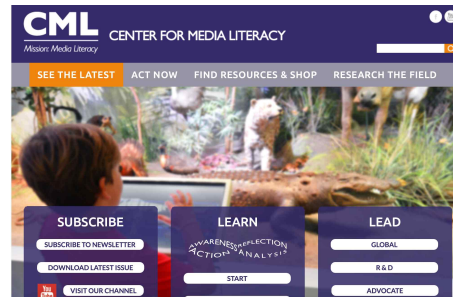 CML
CENTER FOR MEDIA LITERACY
Mission: Media Literacy
SEE THE LATEST ACT NOW FIND RESOURCES & SHOP RESEARCH THE FIELD
SUBSCRIBE
SUBSCRIBE TO NEWSLETTER
DOWNLOAD LATEST ISSUE
You
VISIT OUR CHANNEL
LEARN
AWARENESS REFLECTION
ACTION ANALYSIS
START
LEAD
GLOBAL
R & D
ADVOCATE